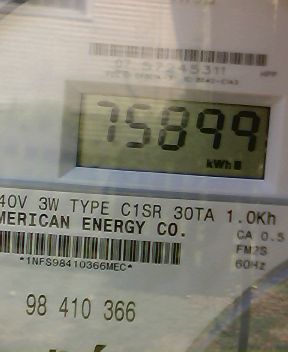 75899
kWh
40V 3W TYPE C1SR 30TA 1.0Kh
MERICAN ENERGY CO.
CA 0.5
FM2S
60Hz
*1NFS98410366MEC*
98 410 366